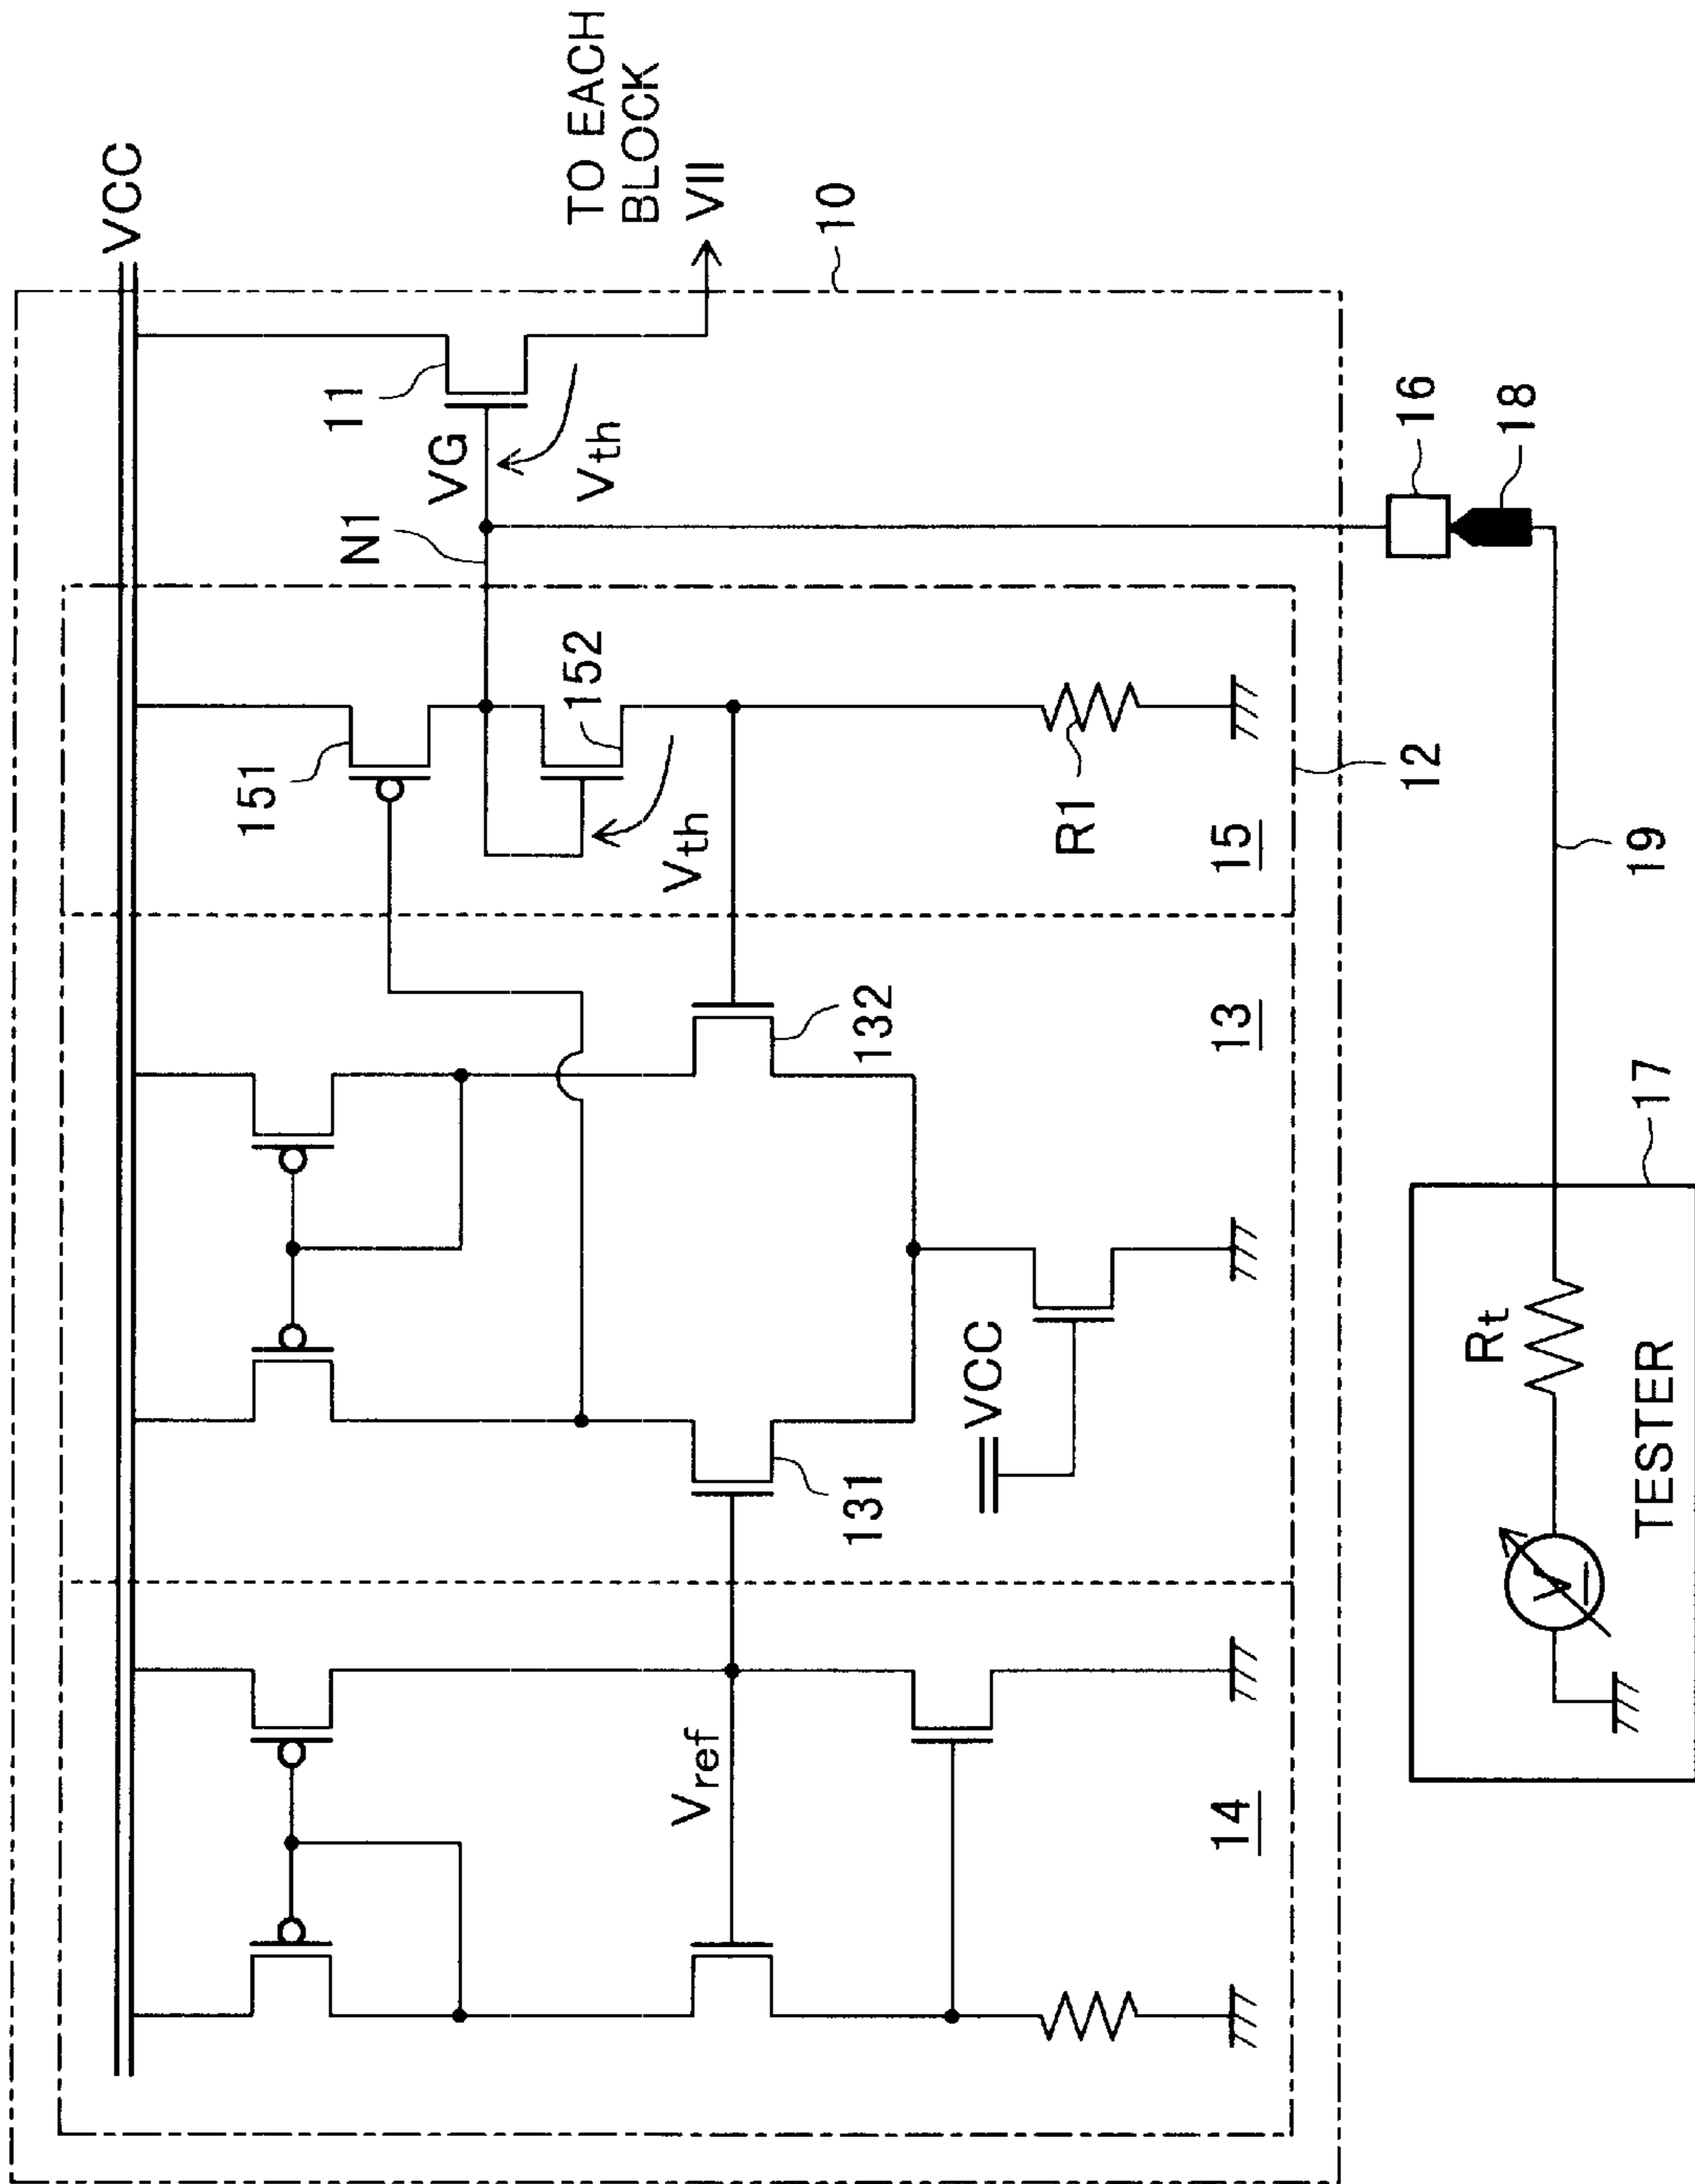 VCC
TO EACH
BLOCK
VII
10
11
VG
Vth
N1
16
18
151
152
Vth
R1
15
12
19
132
13
17
131
VCC
Rt
V
TESTER
Vref
14